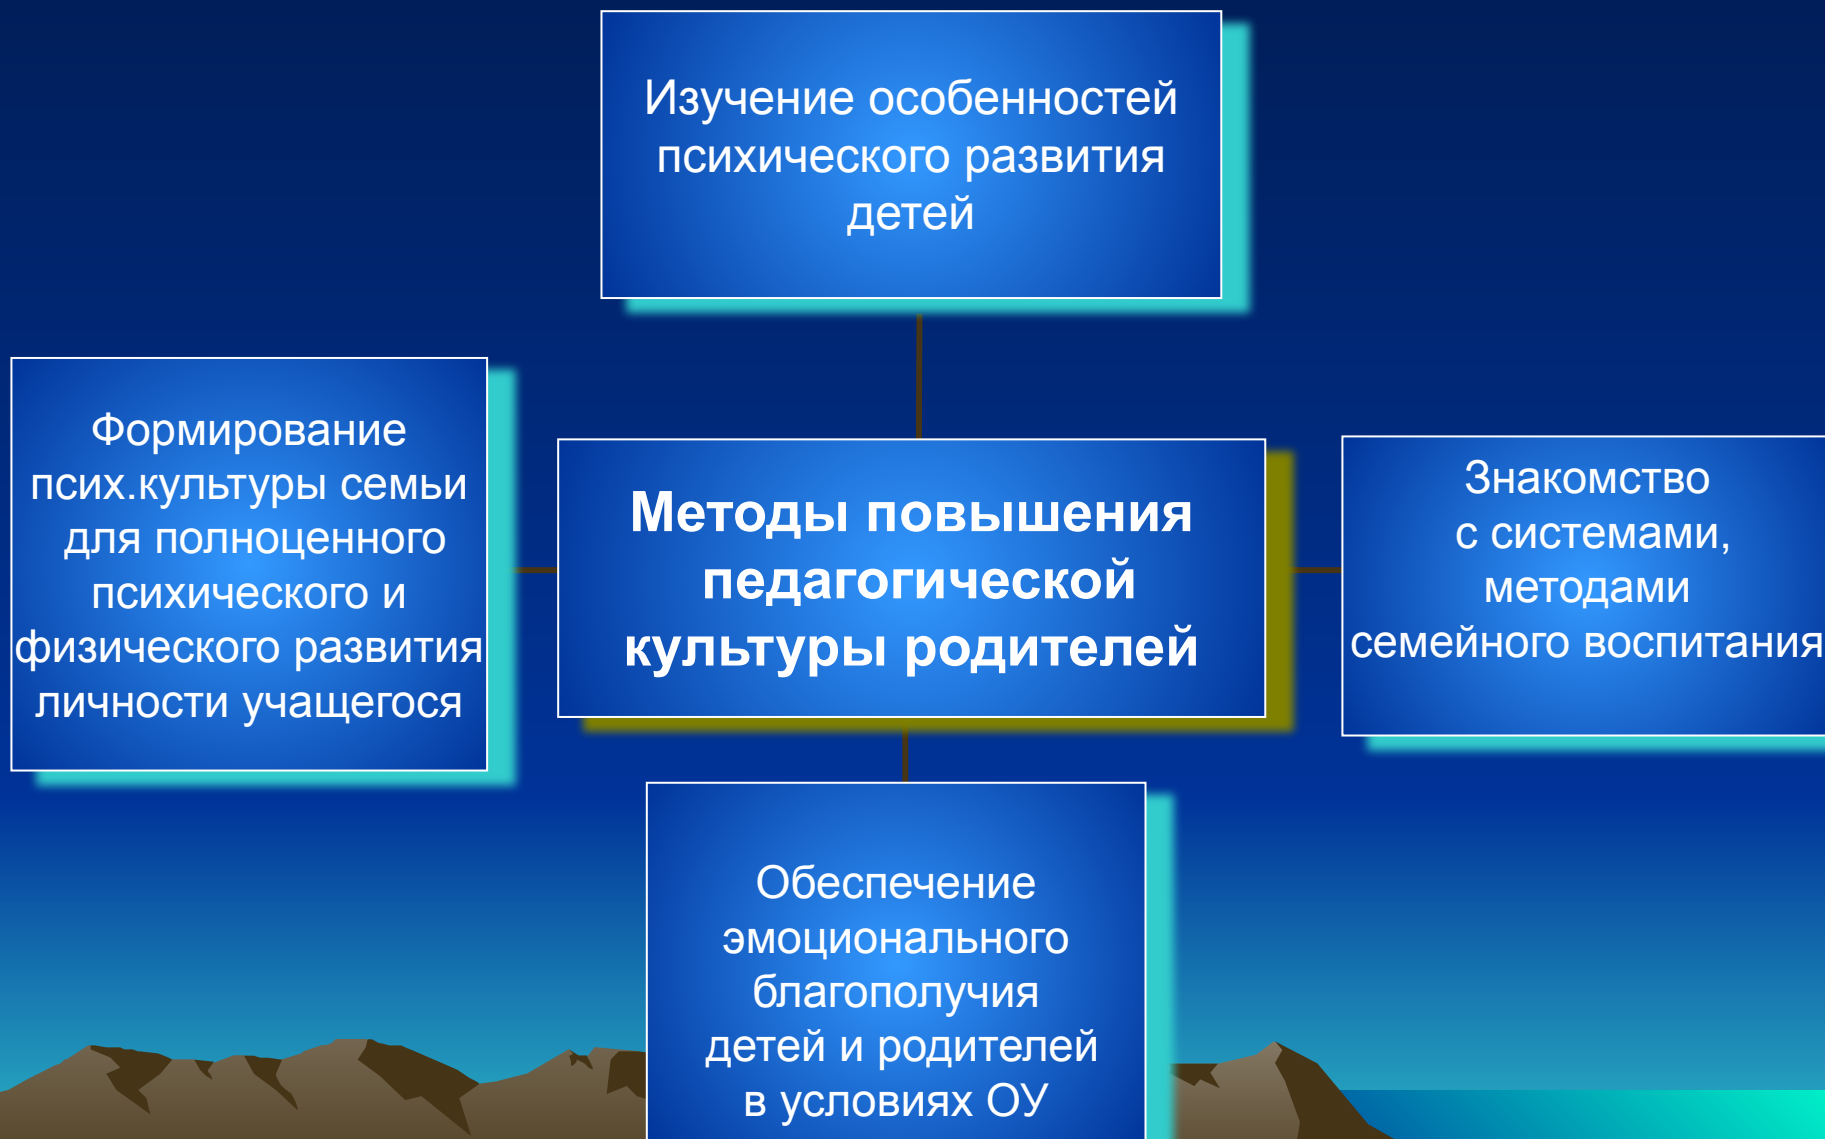 Изучение особенностей
психического развития
детей
Формирование
псих.культуры семьи
для полноценного
психического и
физического развития
личности учащегося
Методы повышения
педагогической
культуры родителей
Знакомство
с системами,
методами
семейного воспитания
Обеспечение
эмоционального
благополучия
детей и родителей
в условиях ОУ